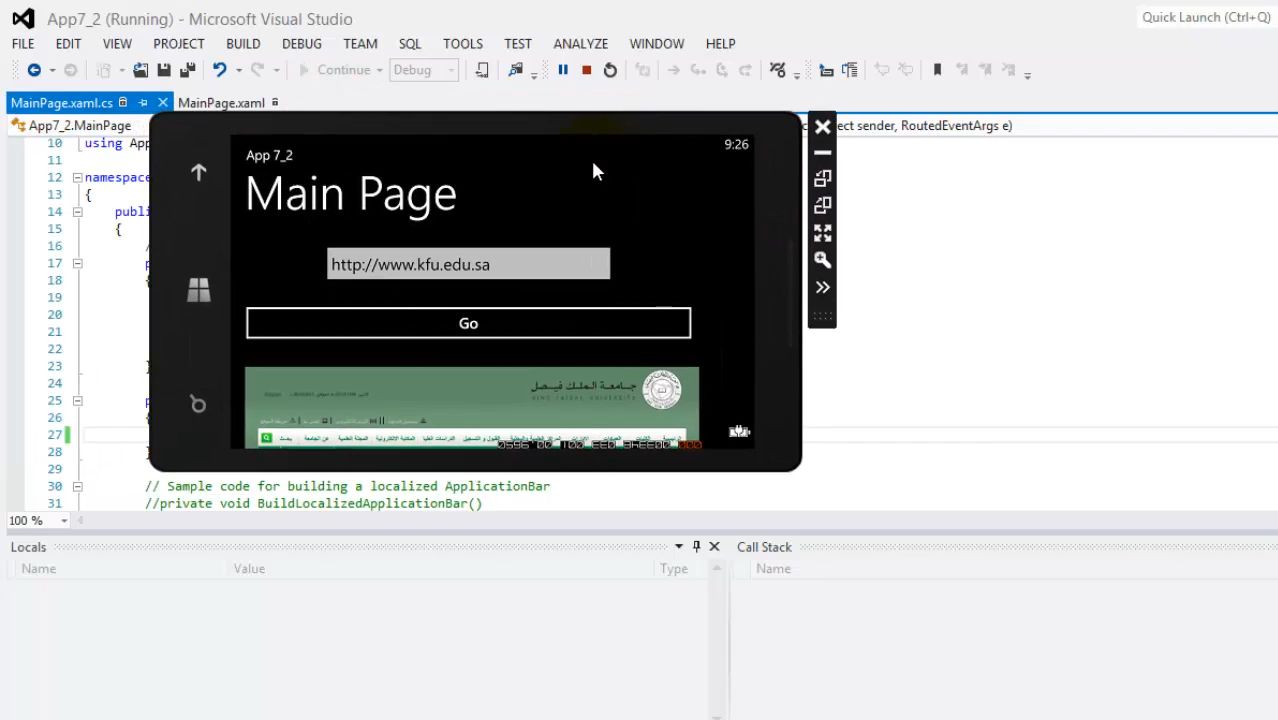 App7_2 (Running) - Microsoft Visual Studio
Quick Launch (Ctrl+Q)
FILE EDIT VIEW PROJECT BUILD DEBUG TEAM SQL TOOLS TEST ANALYZE WINDOW HELP
Continue Debug
MainPage.xaml.cs MainPage.xaml
App7_2.MainPage ect sender, RoutedEventArgs e)
10 using App
11
12 namespace
13 {
14 publi
15 {
16 /
17 p
18 {
19
20
21
22
23 }
24
25 p
26 {
27
28
29
30 // Sample code for building a localized ApplicationBar
31 //private void BuildLocalizedApplicationBar()
9:26
App 7_2
Main Page
http://www.kfu.edu.sa
Go
جامعة الملك فيصل
KING FAISAL UNIVERSITY
100 %
Locals Call Stack
Name Value Type Name